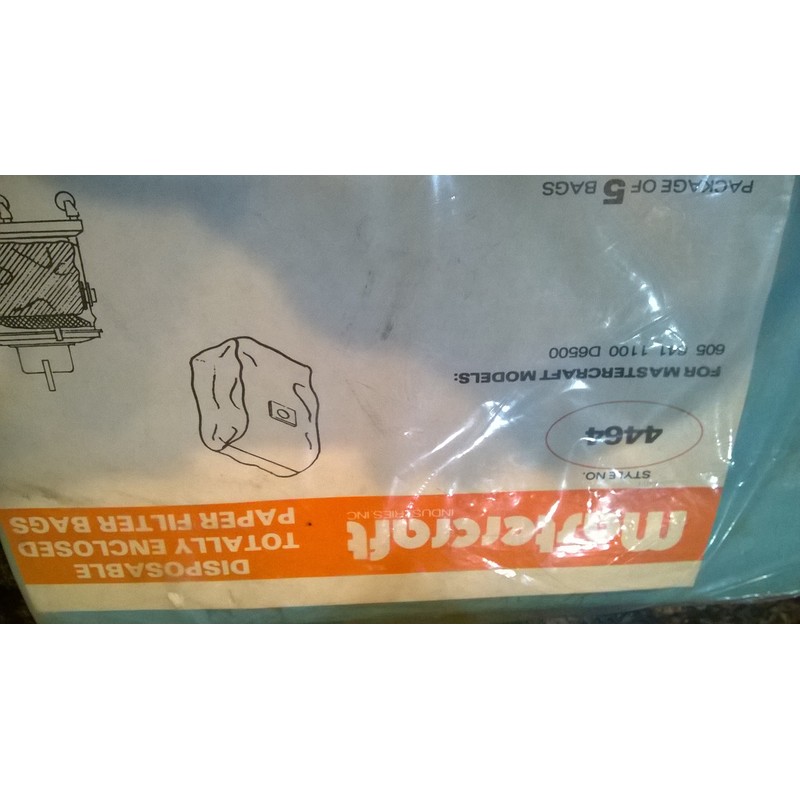 mastercraft
INDUSTRIES INC
DISPOSABLE
TOTALLY ENCLOSED
PAPER FILTER BAGS
STYLE NO.
4464
FOR MASTERCRAFT MODELS:
605 641 1100 D6500
PACKAGE OF 5 BAGS